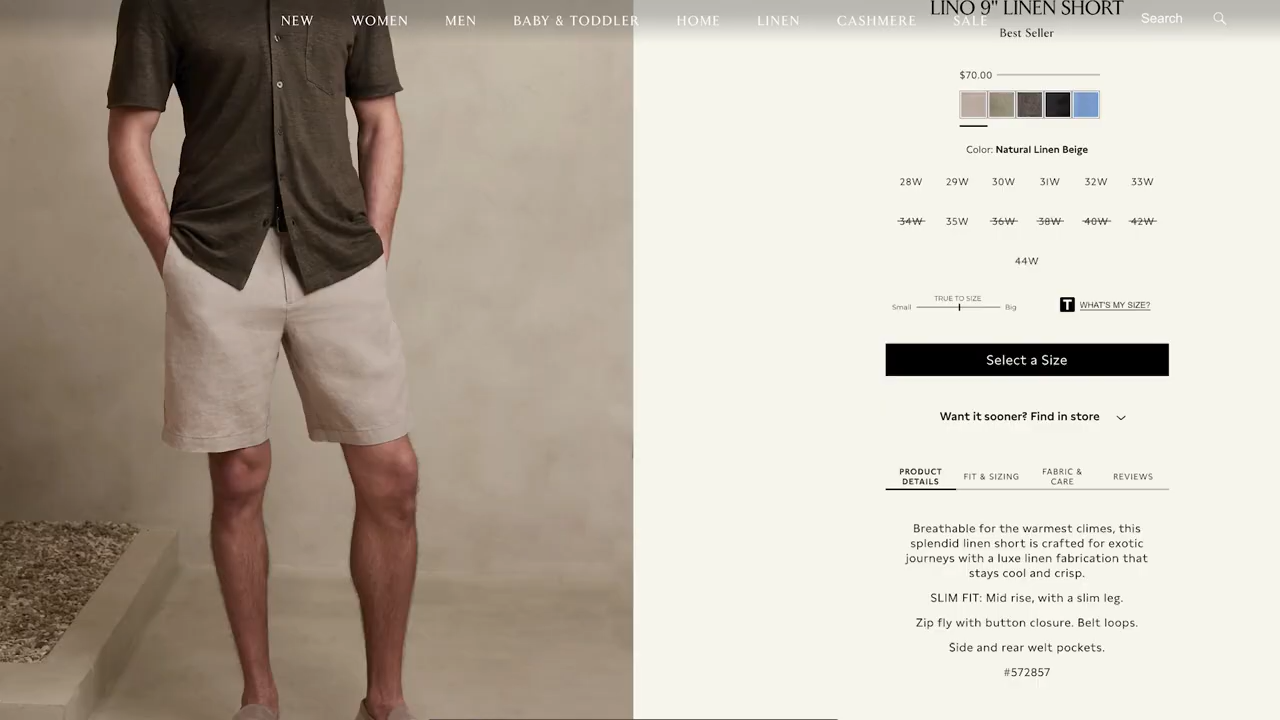 NEW WOMEN MEN BABY & TODDLER HOME LINEN CASHMERE SALE Search
LINO 9" LINEN SHORT
Best Seller
$70.00
Color: Natural Linen Beige
28W 29W 30W 31W 32W 33W
34W 35W 36W 38W 40W 42W
44W
TRUE TO SIZE
Small Big
T WHAT'S MY SIZE?
Select a Size
Want it sooner? Find in store
PRODUCT DETAILS FIT & SIZING FABRIC & CARE REVIEWS
Breathable for the warmest climes, this
splendid linen short is crafted for exotic
journeys with a luxe linen fabrication that
stays cool and crisp.
SLIM FIT: Mid rise, with a slim leg.
Zip fly with button closure. Belt loops.
Side and rear welt pockets.
#572857